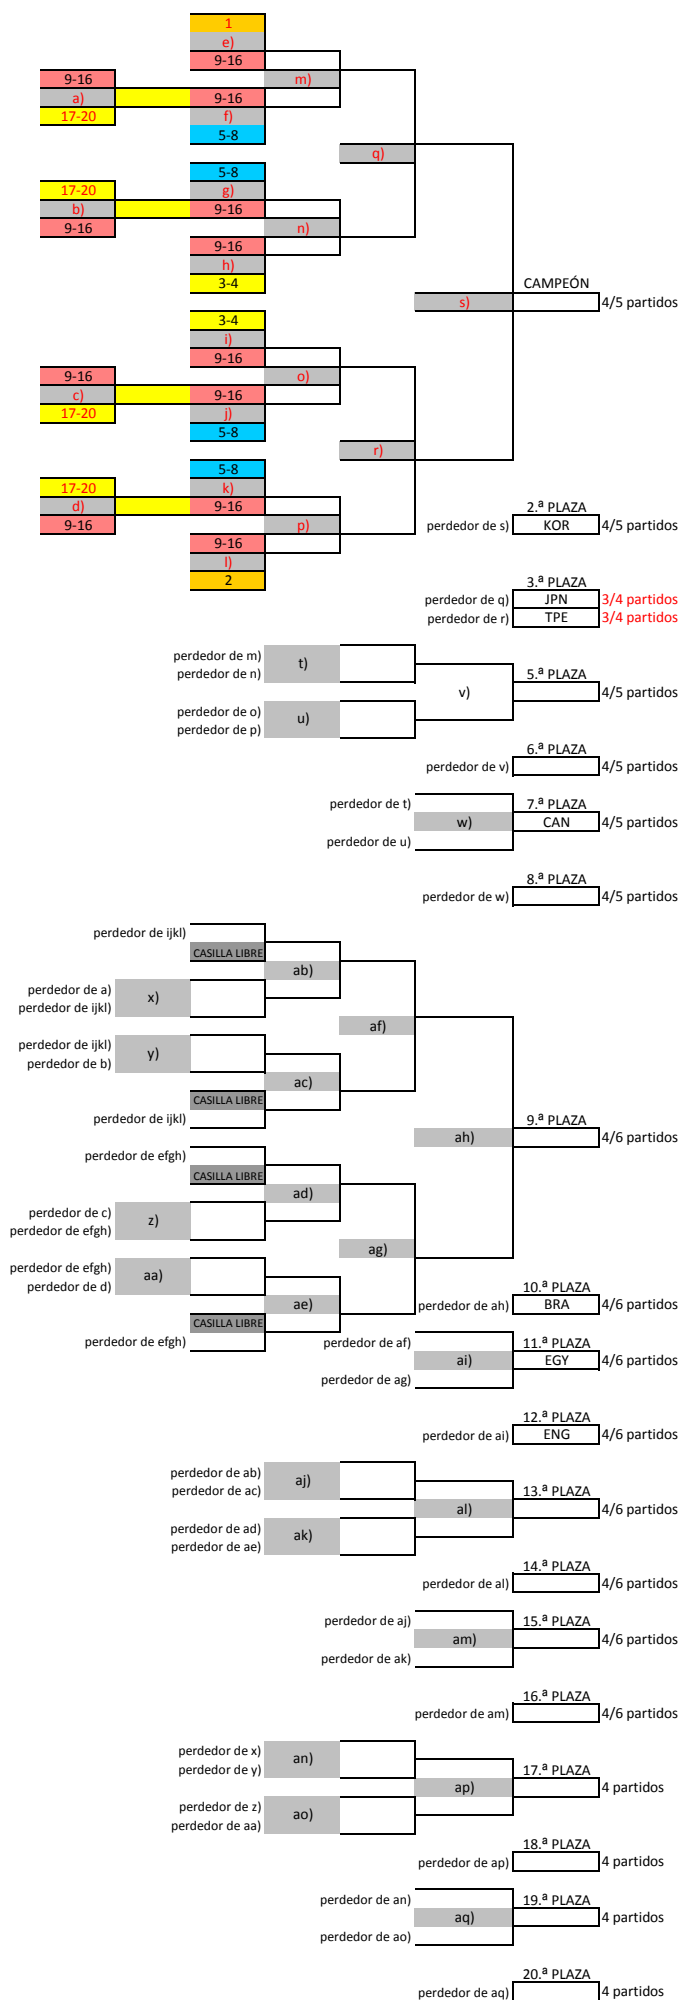 1
e)
9-16
9-16
m)
a)
9-16
17-20
f)
5-8
q)
5-8
17-20
g)
b)
9-16
9-16
n)
9-16
h)
3-4
CAMPEÓN
s)
4/5 partidos
3-4
i)
9-16
9-16
o)
c)
9-16
17-20
j)
5-8
r)
5-8
17-20
k)
d)
9-16
2.ª PLAZA
9-16
p)
perdedor de s)
KOR
4/5 partidos
9-16
l)
2
3.ª PLAZA
perdedor de q)
JPN
3/4 partidos
perdedor de r)
TPE
3/4 partidos
perdedor de m)
t)
perdedor de n)
5.ª PLAZA
v)
4/5 partidos
perdedor de o)
u)
perdedor de p)
6.ª PLAZA
perdedor de v)
4/5 partidos
perdedor de t)
7.ª PLAZA
w)
CAN
4/5 partidos
perdedor de u)
8.ª PLAZA
perdedor de w)
4/5 partidos
perdedor de ijkl)
CASILLA LIBRE
ab)
perdedor de a)
x)
perdedor de ijkl)
af)
perdedor de ijkl)
y)
perdedor de b)
ac)
CASILLA LIBRE
perdedor de ijkl)
9.ª PLAZA
ah)
4/6 partidos
perdedor de efgh)
CASILLA LIBRE
ad)
perdedor de c)
z)
perdedor de efgh)
ag)
perdedor de efgh)
aa)
perdedor de d)
10.ª PLAZA
ae)
perdedor de ah)
BRA
4/6 partidos
CASILLA LIBRE
perdedor de efgh)
perdedor de af)
11.ª PLAZA
ai)
EGY
4/6 partidos
perdedor de ag)
12.ª PLAZA
perdedor de ai)
ENG
4/6 partidos
perdedor de ab)
aj)
perdedor de ac)
13.ª PLAZA
al)
4/6 partidos
perdedor de ad)
ak)
perdedor de ae)
14.ª PLAZA
perdedor de al)
4/6 partidos
perdedor de aj)
15.ª PLAZA
am)
4/6 partidos
perdedor de ak)
16.ª PLAZA
perdedor de am)
4/6 partidos
perdedor de x)
an)
perdedor de y)
17.ª PLAZA
ap)
4 partidos
perdedor de z)
ao)
perdedor de aa)
18.ª PLAZA
perdedor de ap)
4 partidos
perdedor de an)
19.ª PLAZA
aq)
4 partidos
perdedor de ao)
20.ª PLAZA
perdedor de aq)
4 partidos